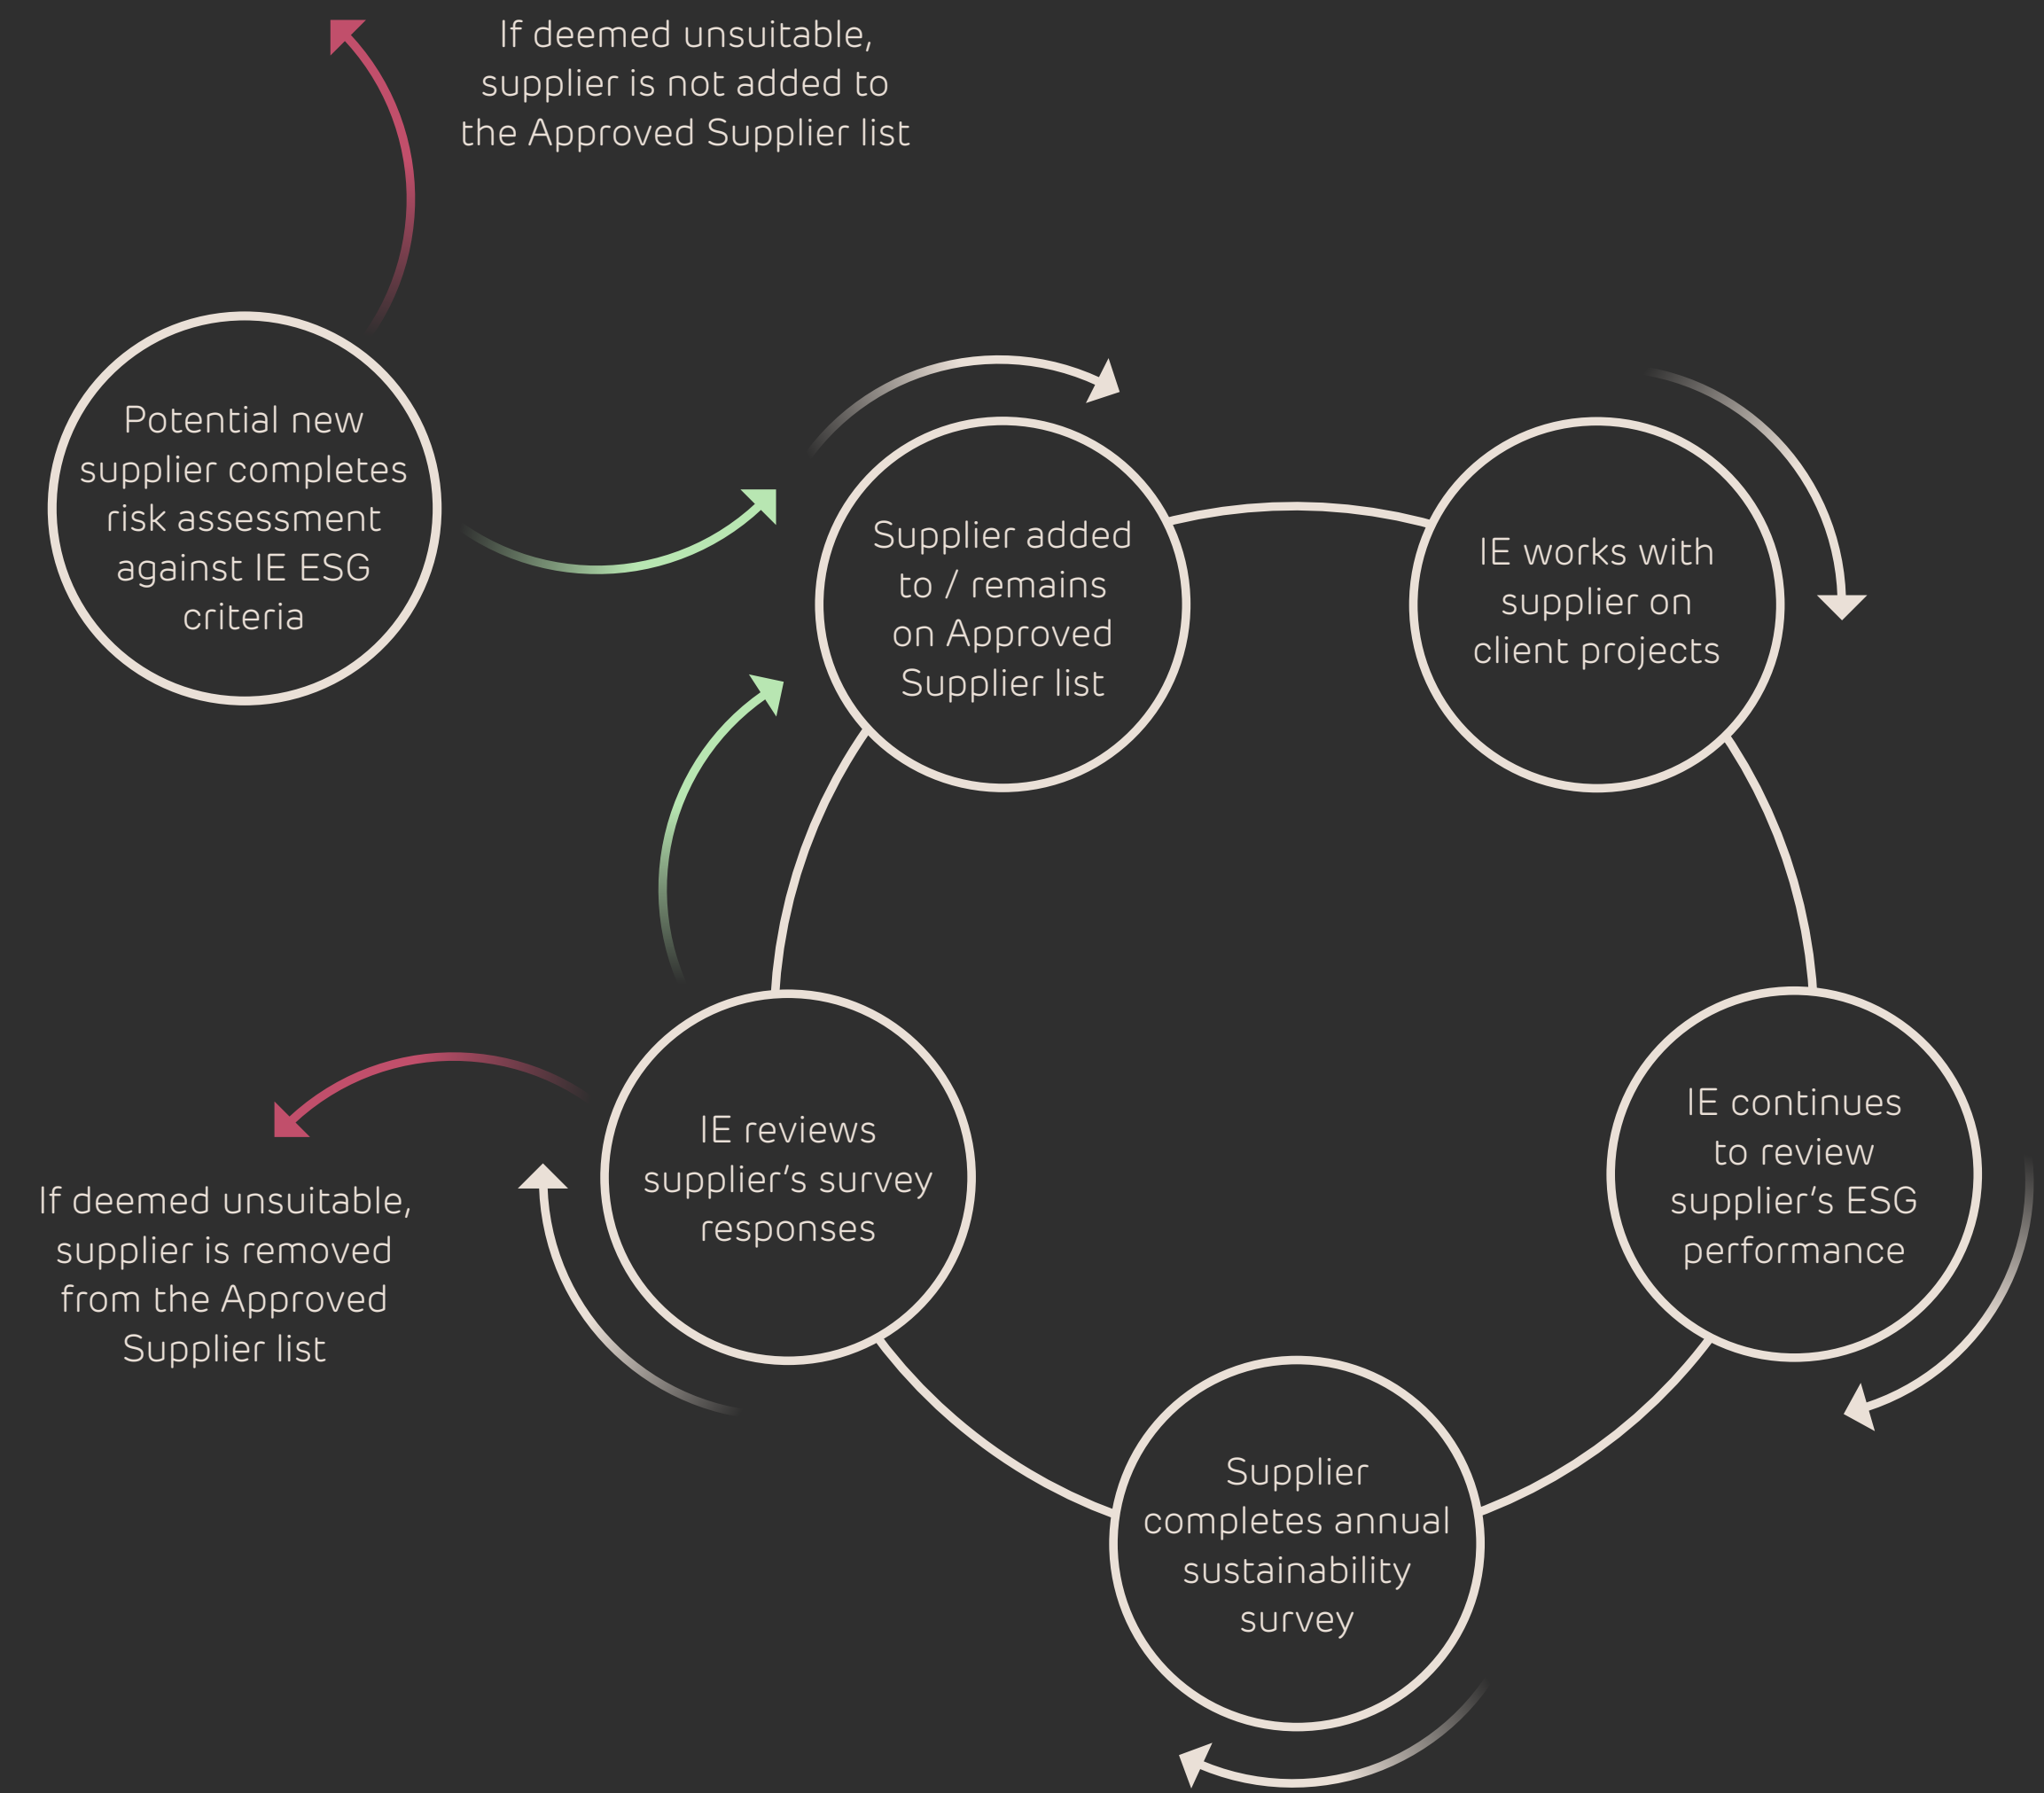 If deemed unsuitable,
supplier is not added to
the Approved Supplier list
Potential new
supplier completes
risk assessment
against IE ESG
criteria
Supplier added
to / remains
on Approved
Supplier list
IE works with
supplier on
client projects
IE continues
to review
supplier’s ESG
performance
Supplier
completes annual
sustainability
survey
IE reviews
supplier‘s survey
responses
If deemed unsuitable,
supplier is removed
from the Approved
Supplier list